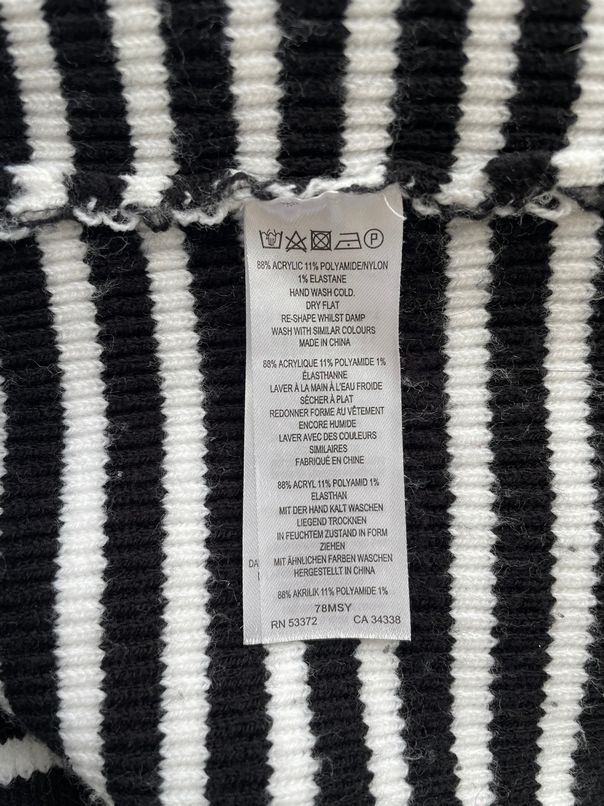 88% ACRYLIC 11% POLYAMIDE/NYLON
1% ELASTANE
HAND WASH COLD.
DRY FLAT
RE-SHAPE WHILST DAMP
WASH WITH SIMILAR COLOURS
MADE IN CHINA
88% ACRYLIQUE 11% POLYAMIDE 1%
ÉLASTHANNE
LAVER À LA MAIN À L'EAU FROIDE
SÉCHER À PLAT
REDONNER FORME AU VÊTEMENT
ENCORE HUMIDE
LAVER AVEC DES COULEURS
SIMILAIRES
FABRIQUÉ EN CHINE
88% ACRYL 11% POLYAMID 1%
ELASTHAN
MIT DER HAND KALT WASCHEN
LIEGEND TROCKNEN
IN FEUCHTEM ZUSTAND IN FORM
ZIEHEN
MIT ÄHNLICHEN FARBEN WASCHEN
HERGESTELLT IN CHINA
88% AKRILIK 11% POLYAMID 1%
78MSY
RN 53372 CA 34338